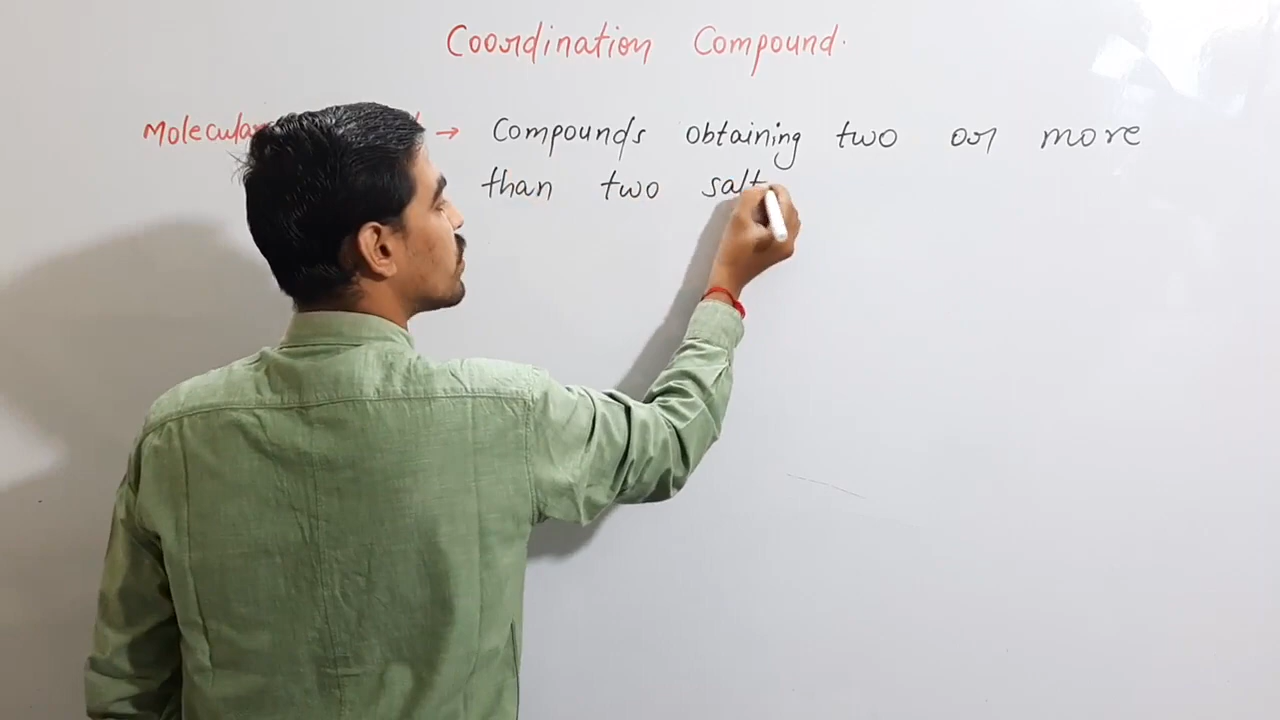 Coordination Compound.
Molecular → Compounds obtaining two or more
than two salt